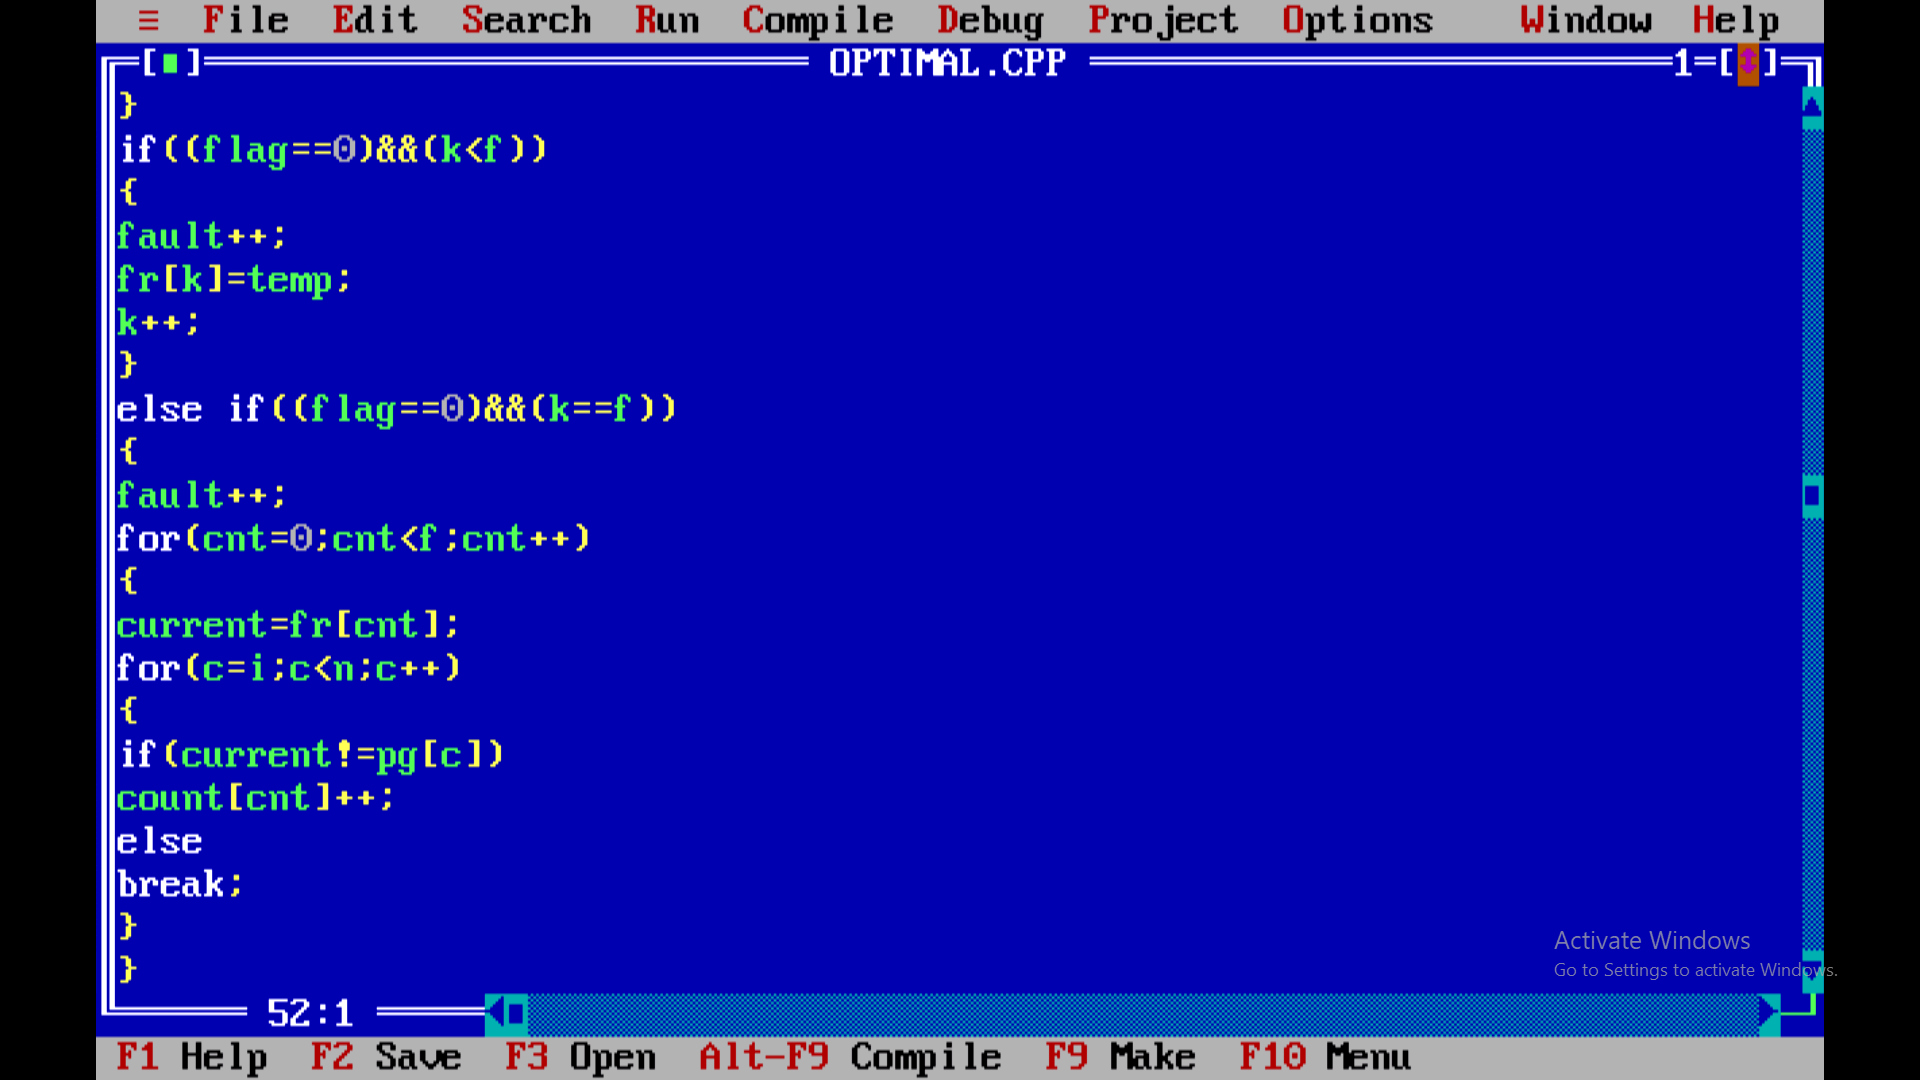 ≡ File Edit Search Run Compile Debug Project Options Window Help
[■] OPTIMAL.CPP 1=[↕]
}
if((flag==0)&&(k<f))
{
fault++;
fr[k]=temp;
k++;
}
else if((flag==0)&&(k==f))
{
fault++;
for(cnt=0;cnt<f;cnt++)
{
current=fr[cnt];
for(c=i;c<n;c++)
{
if(current!=pg[c])
count[cnt]++;
else
break;
}
}
Activate Windows
Go to Settings to activate Windows.
52:1
F1 Help F2 Save F3 Open Alt-F9 Compile F9 Make F10 Menu